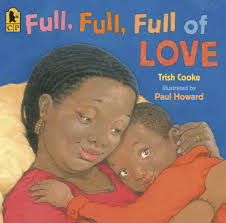 Full, Full, Full of
LOVE
Trish Cooke
illustrated by
Paul Howard